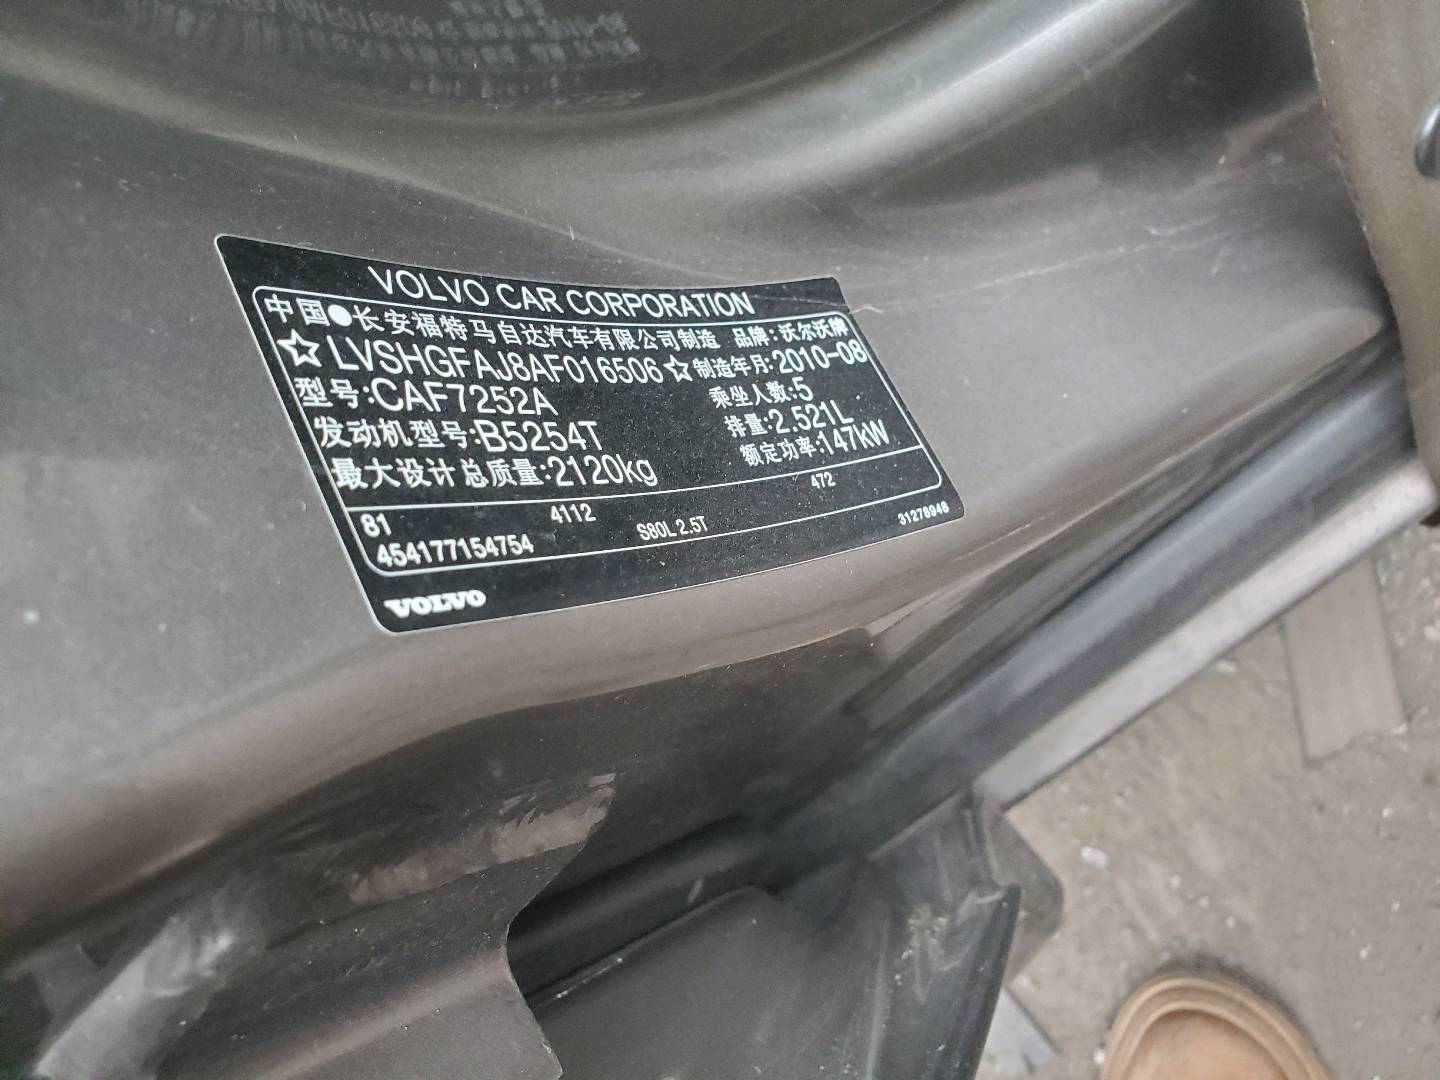 VOLVO CAR CORPORATION
中国●长安福特马自达汽车有限公司制造 品牌:沃尔沃牌
☆LVSHGFAJ8AF016506☆ 制造年月:2010-08
型号:CAF7252A 乘坐人数:5
发动机型号:B5254T 排量:2.521L
最大设计总质量:2120kg 额定功率:147kW
81 4112 472
454177154754 S80L 2.5T 31278948
VOLVO